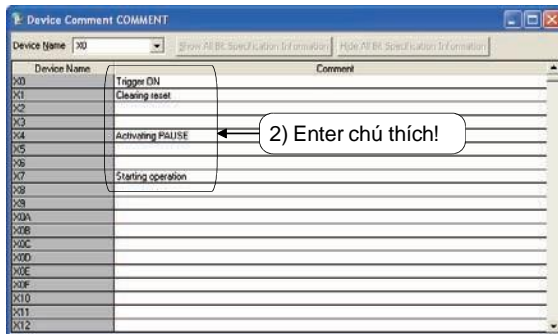 Device Comment COMMENT
Device Name X0 Show All Bit Specification Information Hide All Bit Specification Information
Device Name Comment
X0 Trigger ON
X1 Clearing reset
X2
X3
X4 Activating PAUSE
2) Enter chú thích!
X5
X6
X7 Starting operation
X8
X9
X0A
X0B
X0C
X0D
X0E
X0F
X10
X11
X12